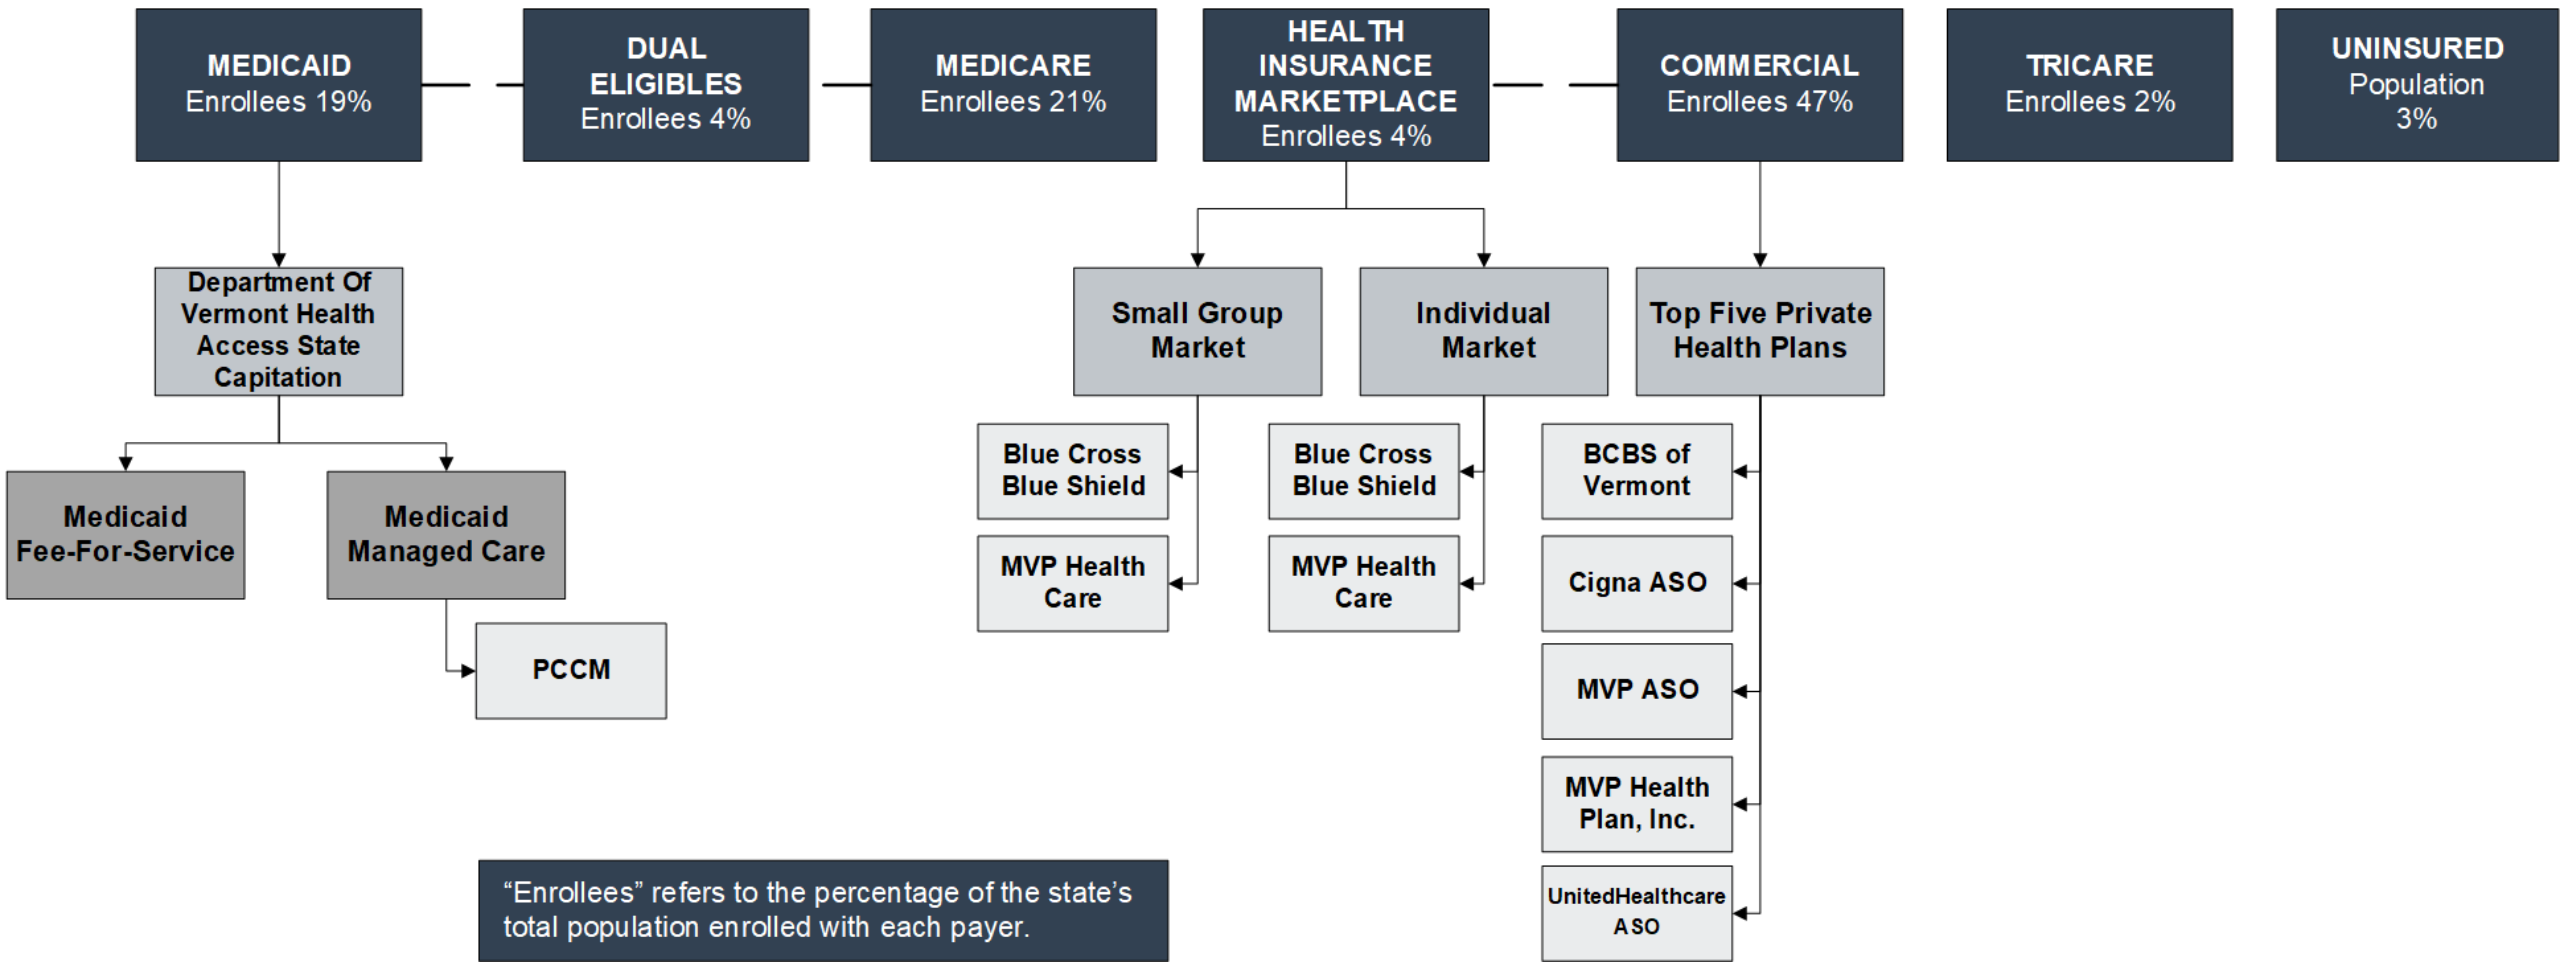 MEDICAID
Enrollees 19%
DUAL
ELIGIBLES
Enrollees 4%
MEDICARE
Enrollees 21%
HEALTH
INSURANCE
MARKETPLACE
Enrollees 4%
COMMERCIAL
Enrollees 47%
TRICARE
Enrollees 2%
UNINSURED
Population
3%
Department Of
Vermont Health
Access State
Capitation
Small Group
Market
Individual
Market
Top Five Private
Health Plans
Medicaid
Fee-For-Service
Medicaid
Managed Care
PCCM
Blue Cross
Blue Shield
MVP Health
Care
Blue Cross
Blue Shield
MVP Health
Care
BCBS of
Vermont
Cigna ASO
MVP ASO
MVP Health
Plan, Inc.
UnitedHealthcare
ASO
“Enrollees” refers to the percentage of the state’s
total population enrolled with each payer.